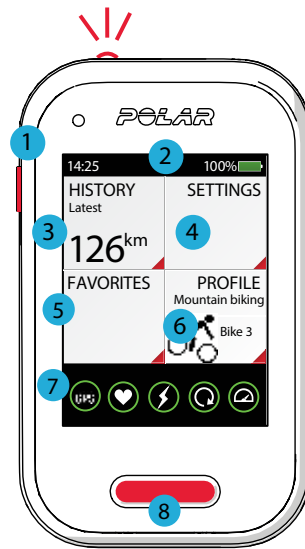 POLAR
1
2
14:25 100%
HISTORY
Latest
3
126km
SETTINGS
4
FAVORITES
5
PROFILE
Mountain biking
6
Bike 3
7
GPS
8